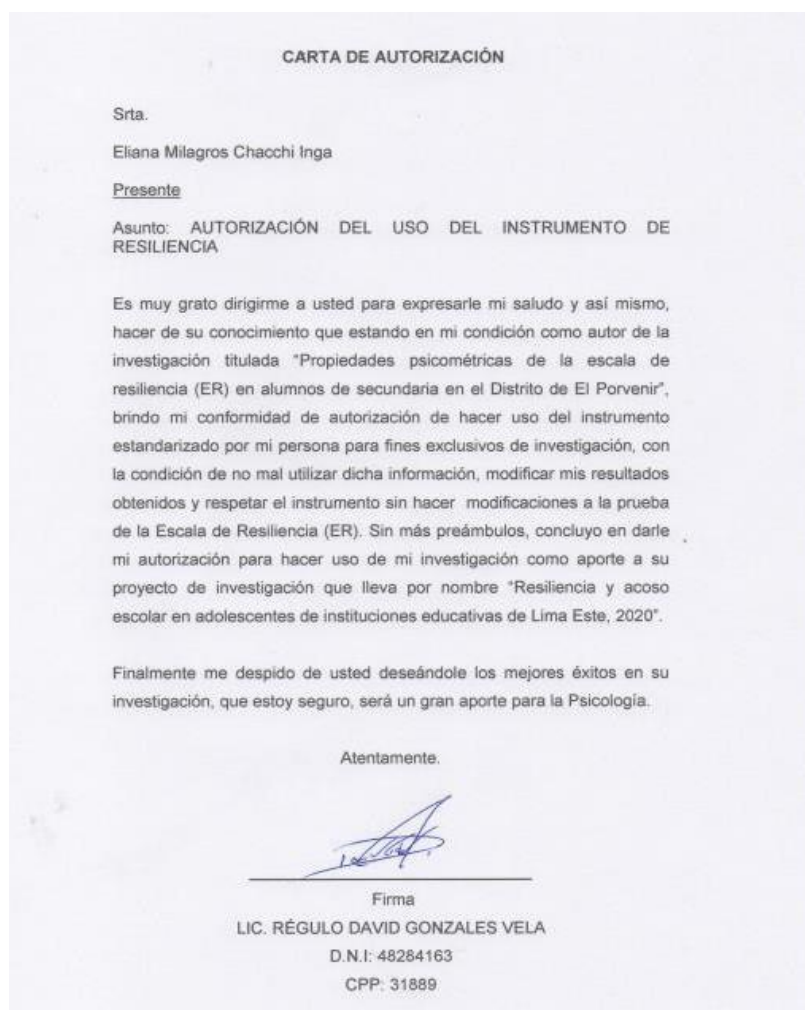 CARTA DE AUTORIZACIÓN
Srta.
Eliana Milagros Chacchi Inga
Presente
Asunto: AUTORIZACIÓN DEL USO DEL INSTRUMENTO DE
RESILIENCIA
Es muy grato dirigirme a usted para expresarle mi saludo y así mismo,
hacer de su conocimiento que estando en mi condición como autor de la
investigación titulada "Propiedades psicométricas de la escala de
resiliencia (ER) en alumnos de secundaria en el Distrito de El Porvenir",
brindo mi conformidad de autorización de hacer uso del instrumento
estandarizado por mi persona para fines exclusivos de investigación, con
la condición de no mal utilizar dicha información, modificar mis resultados
obtenidos y respetar el instrumento sin hacer modificaciones a la prueba
de la Escala de Resiliencia (ER). Sin más preámbulos, concluyo en darle
mi autorización para hacer uso de mi investigación como aporte a su
proyecto de investigación que lleva por nombre "Resiliencia y acoso
escolar en adolescentes de instituciones educativas de Lima Este, 2020".
Finalmente me despido de usted deseándole los mejores éxitos en su
investigación, que estoy seguro, será un gran aporte para la Psicología.
Atentamente.
Firma
LIC. RÉGULO DAVID GONZALES VELA
D.N.I: 48284163
CPP: 31889